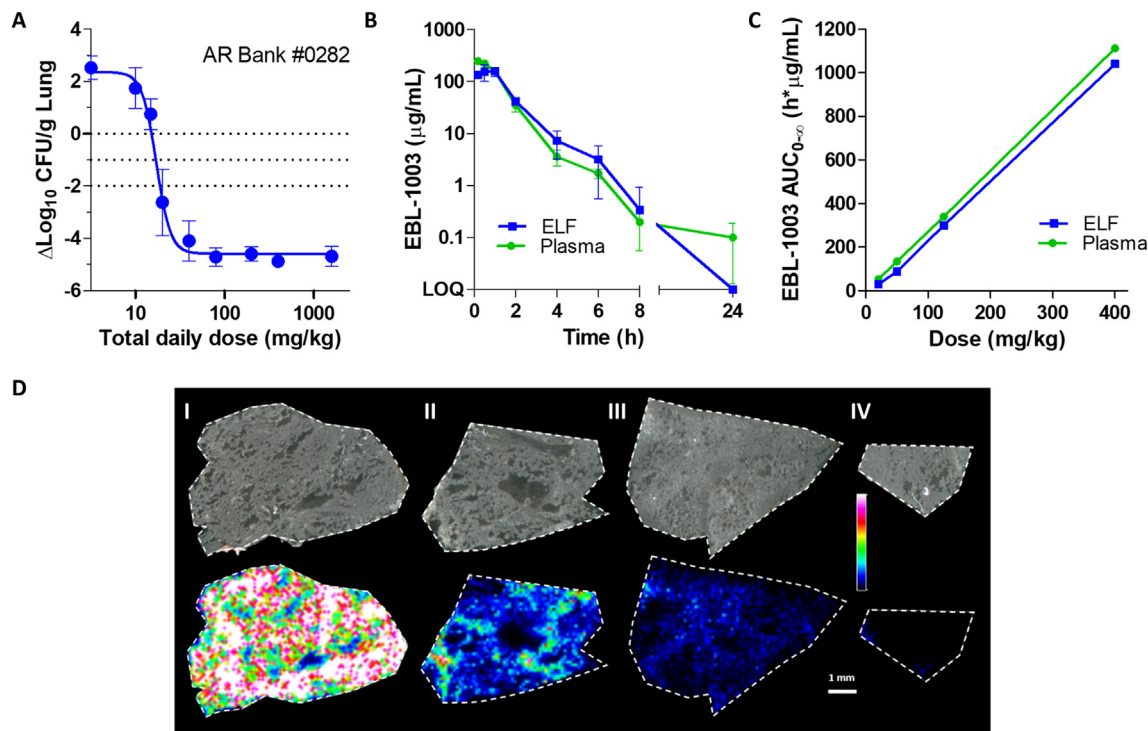 A
AR Bank #0282
ΔLog10 CFU/g Lung
4
2
0
-2
-4
-6
10
100
1000
Total daily dose (mg/kg)
B
EBL-1003 (μg/mL)
1000
100
10
1
0.1
LOQ
ELF
Plasma
0
2
4
6
8
24
Time (h)
C
EBL-1003 AUC0-∞ (h*μg/mL)
1200
1000
800
600
400
200
0
ELF
Plasma
0
100
200
300
400
Dose (mg/kg)
D
I
II
III
IV
1 mm